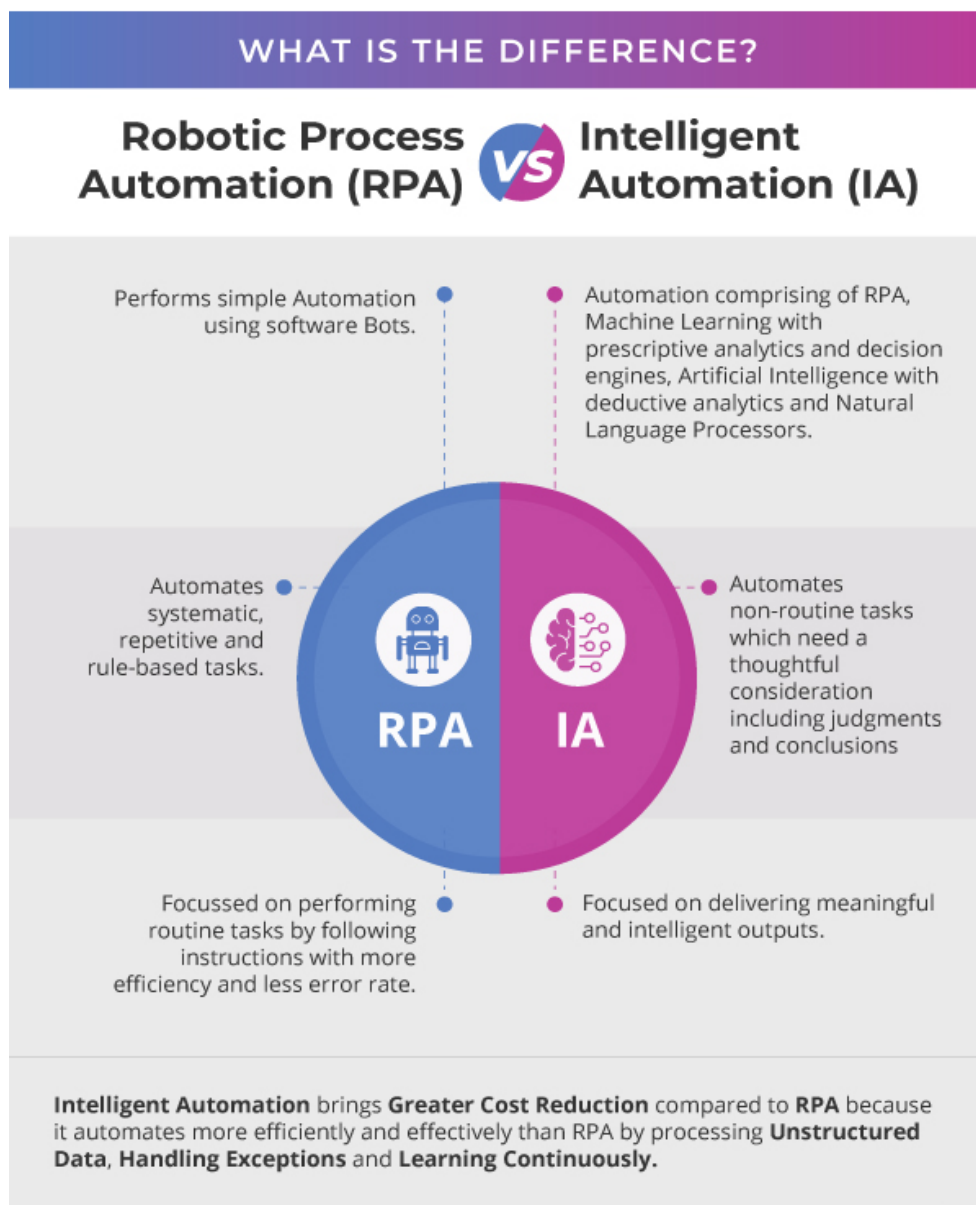 WHAT IS THE DIFFERENCE?
Robotic Process
Automation (RPA)
VS
Intelligent
Automation (IA)
Performs simple Automation
using software Bots.
Automation comprising of RPA,
Machine Learning with
prescriptive analytics and decision
engines, Artificial Intelligence with
deductive analytics and Natural
Language Processors.
Automates
systematic,
repetitive and
rule-based tasks.
RPA
IA
Automates
non-routine tasks
which need a
thoughtful
consideration
including judgments
and conclusions
Focussed on performing
routine tasks by following
instructions with more
efficiency and less error rate.
Focused on delivering meaningful
and intelligent outputs.
Intelligent Automation brings Greater Cost Reduction compared to RPA because
it automates more efficiently and effectively than RPA by processing Unstructured
Data, Handling Exceptions and Learning Continuously.